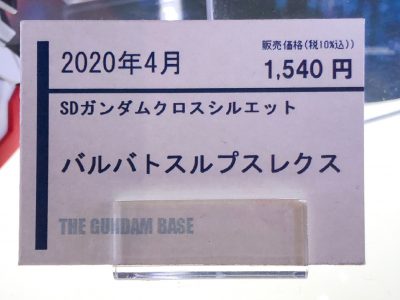 2020年4月
販売価格(税10%込))
1,540 円
SDガンダムクロスシルエット
バルバトスルプスレクス
THE GUNDAM BASE